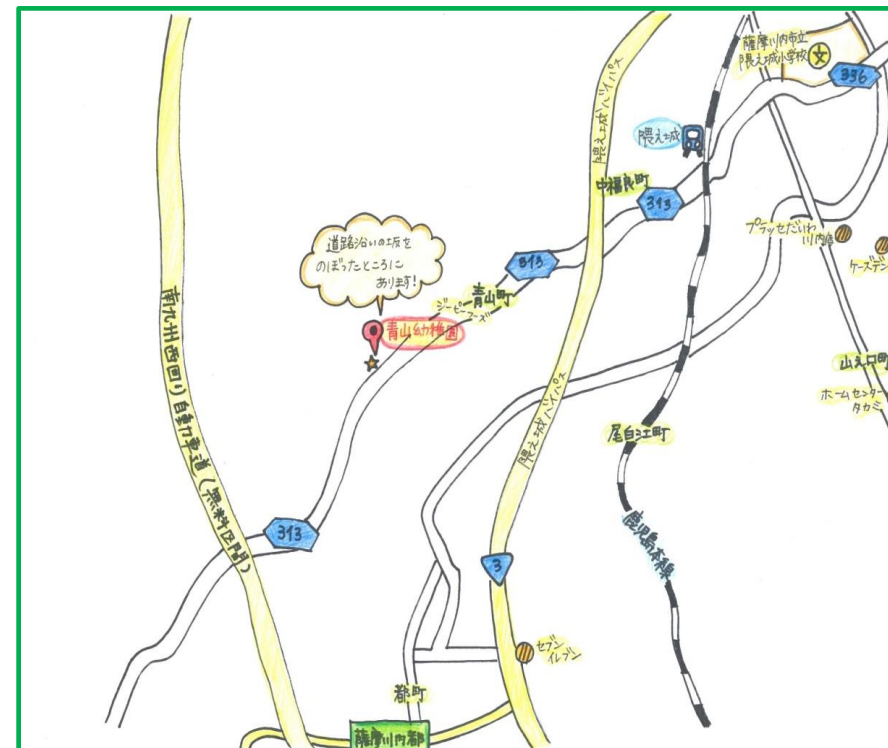 薩摩川内市立
隈之城小学校
文
336
隈之城バイパス
隈之城
中福良町
313
プラッセだいわ
川内店
ケーズデン
道路沿いの坂を
のぼったところに
あります!
313
青山町
ジーピーフーズ
青山幼稚園
南九州西回り自動車道(無料区間)
山之口町
ホームセンター
タカミ
隈之城バイパス
尾白江町
313
鹿児島本線
3
セブン
イレブン
都町
薩摩川内都